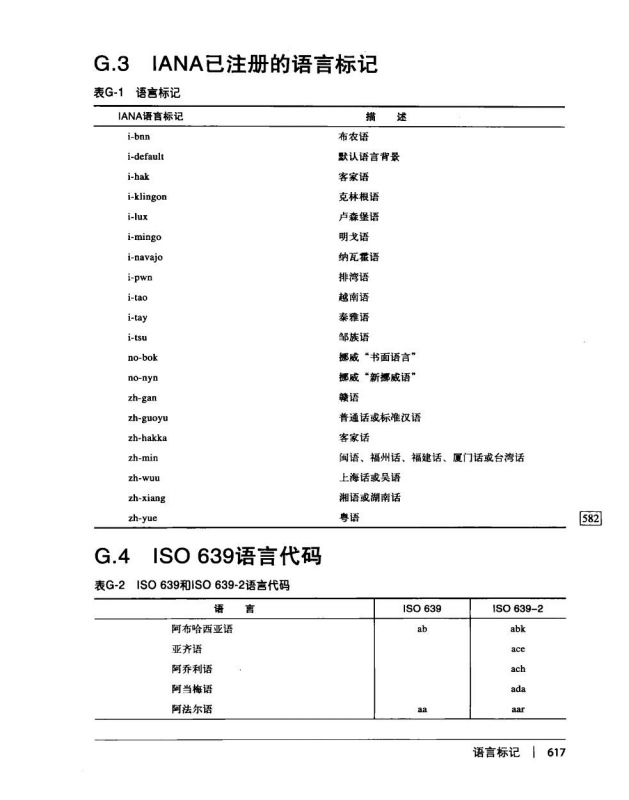 G.3 IANA已注册的语言标记
表G-1 语言标记
IANA语言标记 描 述
i-bnn 布农语
i-default 默认语言背景
i-hak 客家语
i-klingon 克林根语
i-lux 卢森堡语
i-mingo 明戈语
i-navajo 纳瓦霍语
i-pwn 排湾语
i-tao 越南语
i-tay 泰雅语
i-tsu 邹族语
no-bok 挪威“书面语言”
no-nyn 挪威“新挪威语”
zh-gan 赣语
zh-guoyu 普通话或标准汉语
zh-hakka 客家话
zh-min 闽语、福州话、福建话、厦门话或台湾话
zh-wuu 上海话或吴语
zh-xiang 湘语或湖南话
zh-yue 粤语
582
G.4 ISO 639语言代码
表G-2 ISO 639和ISO 639-2语言代码
语 言 ISO 639 ISO 639-2
阿布哈西亚语 ab abk
亚齐语 ace
阿乔利语 ach
阿当梅语 ada
阿法尔语 aa aar
语言标记 | 617